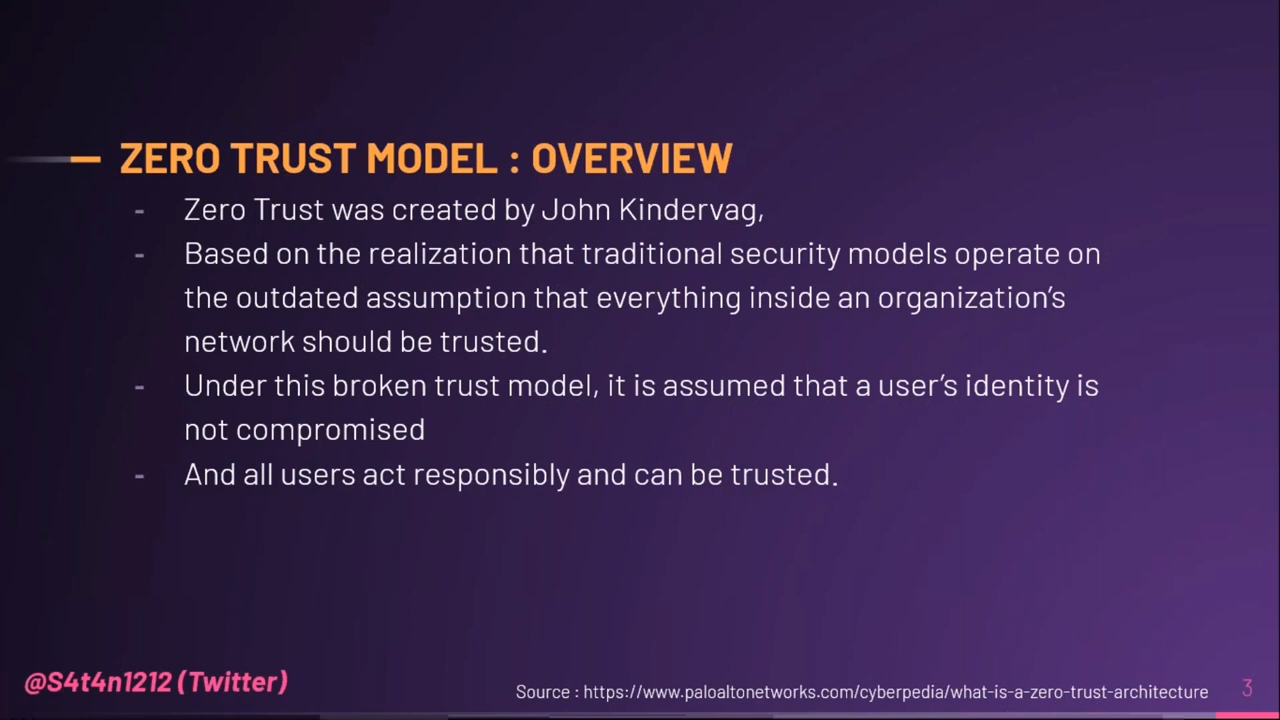 ZERO TRUST MODEL : OVERVIEW
- Zero Trust was created by John Kindervag,
- Based on the realization that traditional security models operate on
the outdated assumption that everything inside an organization’s
network should be trusted.
- Under this broken trust model, it is assumed that a user’s identity is
not compromised
- And all users act responsibly and can be trusted.
@S4t4n1212 (Twitter)
Source : https://www.paloaltonetworks.com/cyberpedia/what-is-a-zero-trust-architecture
3